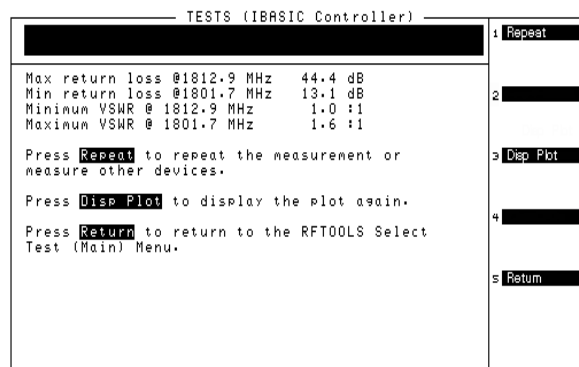 TESTS (IBASIC Controller)
Max return loss @1812.9 MHz 44.4 dB
Min return loss @1801.7 MHz 13.1 dB
Minimum VSWR @ 1812.9 MHz 1.0 :1
Maximum VSWR @ 1801.7 MHz 1.6 :1
Press Repeat to repeat the measurement or
measure other devices.
Press Disp Plot to display the plot again.
Press Return to return to the RFTOOLS Select
Test (Main) Menu.
1 Repeat
2
3 Disp Plot
4
5 Return